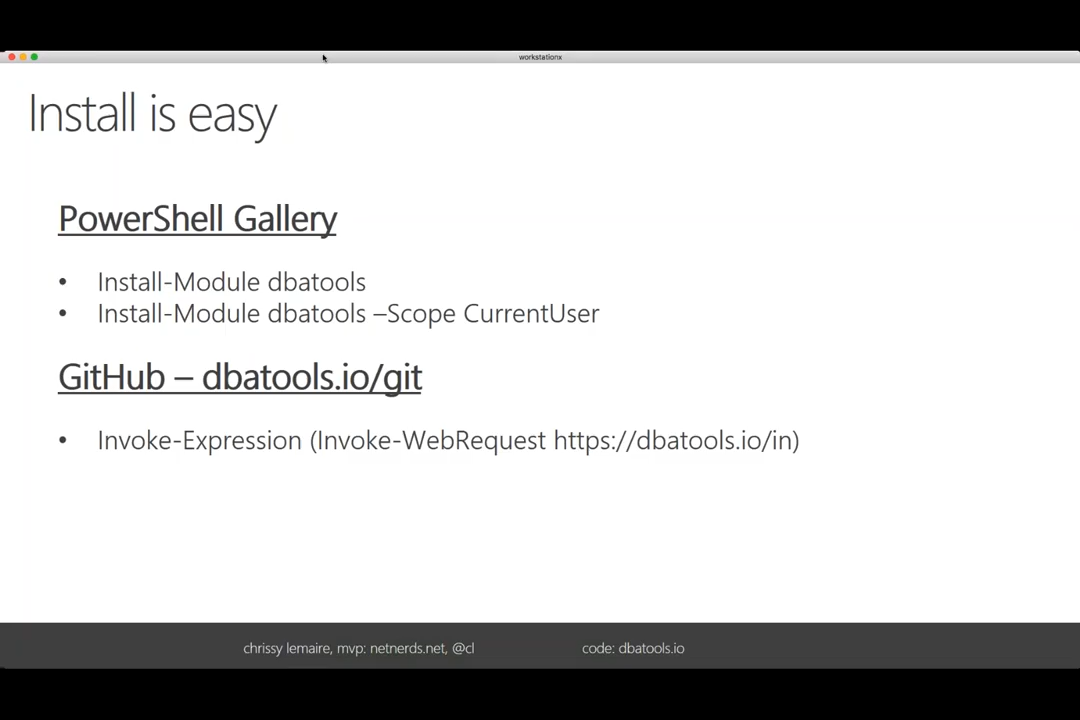 workstationx
Install is easy
PowerShell Gallery
• Install-Module dbatools
• Install-Module dbatools –Scope CurrentUser
GitHub – dbatools.io/git
• Invoke-Expression (Invoke-WebRequest https://dbatools.io/in)
chrissy lemaire, mvp: netnerds.net, @cl code: dbatools.io